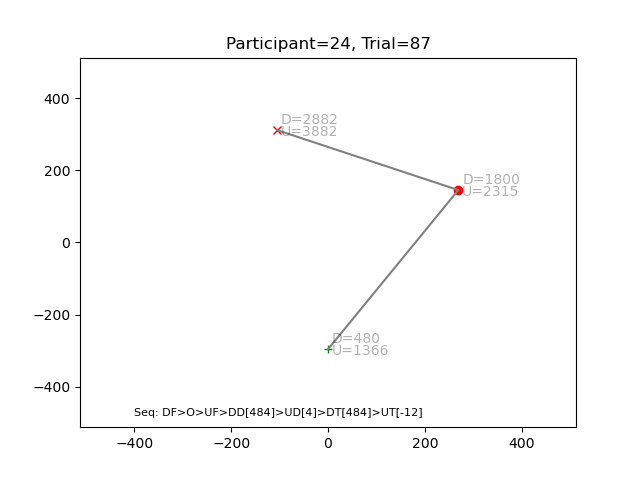 Participant=24, Trial=87
400
200
0
−200
−400
D=2882
U=3882
D=1800
U=2315
D=480
U=1366
Seq: DF>O>UF>DD[484]>UD[4]>DT[484]>UT[-12]
−400
−200
0
200
400